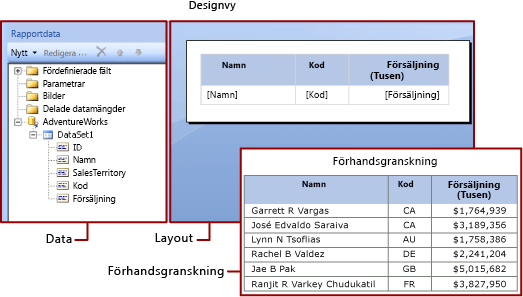 Designvy
Rapportdata
Nytt Redigera ...
Fördefinierade fält
Parametrar
Bilder
Delade datamängder
AdventureWorks
DataSet1
ID
Namn
SalesTerritory
Kod
Försäljning
Namn Kod Försäljning
(Tusen)
[Namn] [Kod] [Försäljning]
Förhandsgranskning
Namn Kod Försäljning
(Tusen)
Garrett R Vargas CA $1,764,939
José Edvaldo Saraiva CA $3,189,356
Lynn N Tsoflias AU $1,758,386
Rachel B Valdez DE $2,241,204
Jae B Pak GB $5,015,682
Ranjit R Varkey Chudukatil FR $3,827,950
Data
Layout
Förhandsgranskning